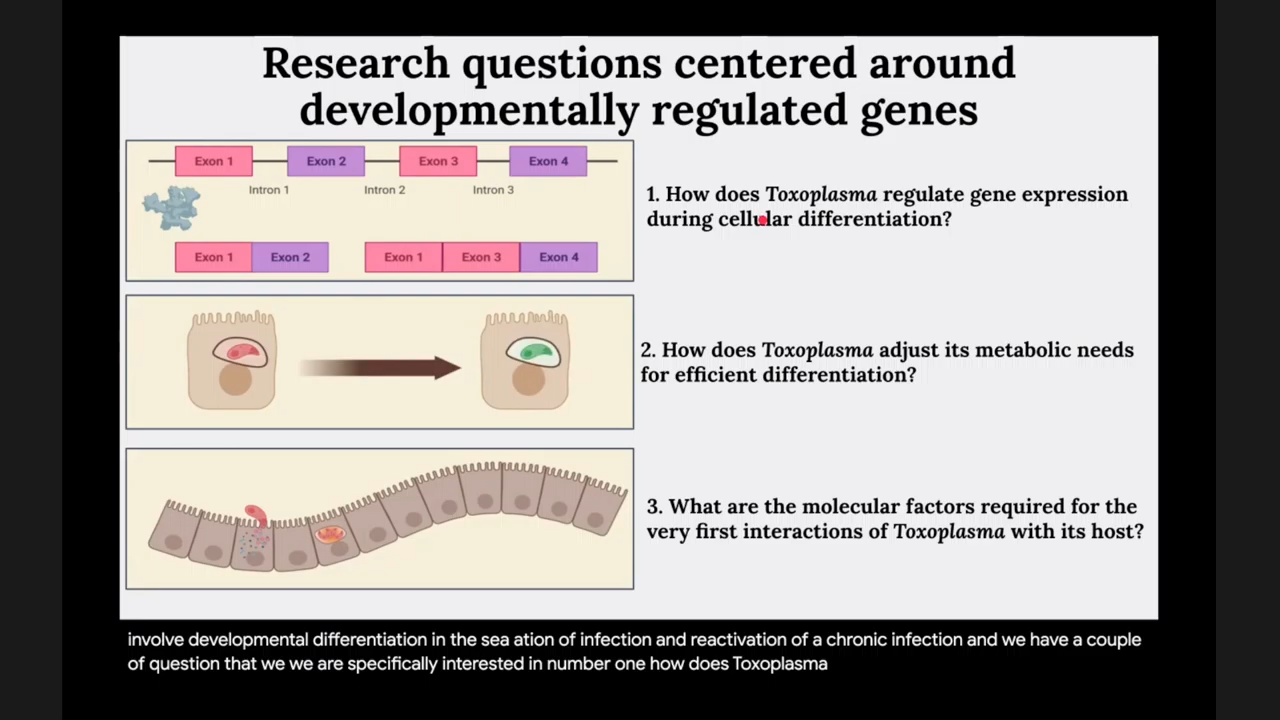 Research questions centered around
developmentally regulated genes
Exon 1 Exon 2 Exon 3 Exon 4
Intron 1 Intron 2 Intron 3
Exon 1 Exon 2 Exon 1 Exon 3 Exon 4
1. How does Toxoplasma regulate gene expression
during cellular differentiation?
2. How does Toxoplasma adjust its metabolic needs
for efficient differentiation?
3. What are the molecular factors required for the
very first interactions of Toxoplasma with its host?
involve developmental differentiation in the sea ation of infection and reactivation of a chronic infection and we have a couple
of question that we we are specifically interested in number one how does Toxoplasma